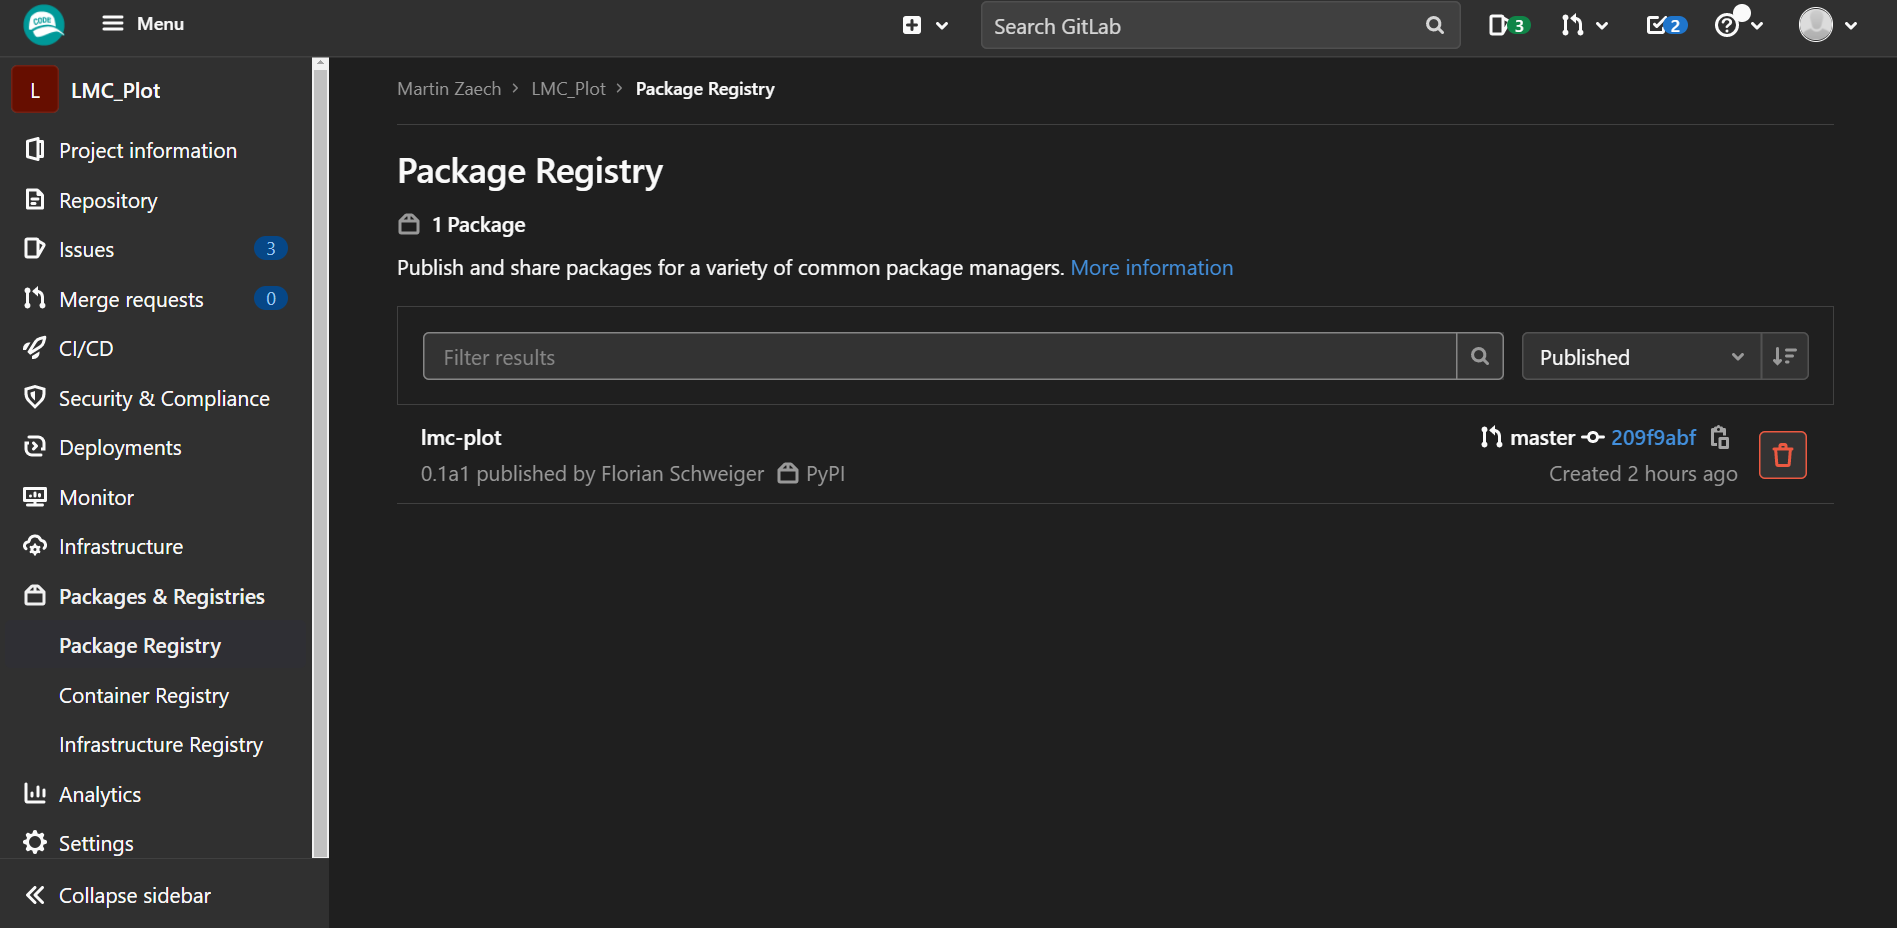 CODE
Menu
Search GitLab
3
2
L LMC_Plot
Project information
Repository
Issues 3
Merge requests 0
CI/CD
Security & Compliance
Deployments
Monitor
Infrastructure
Packages & Registries
Package Registry
Container Registry
Infrastructure Registry
Analytics
Settings
Collapse sidebar
Martin Zaech > LMC_Plot > Package Registry
Package Registry
1 Package
Publish and share packages for a variety of common package managers. More information
Filter results
Published
lmc-plot
master 209f9abf
0.1a1 published by Florian Schweiger PyPI
Created 2 hours ago